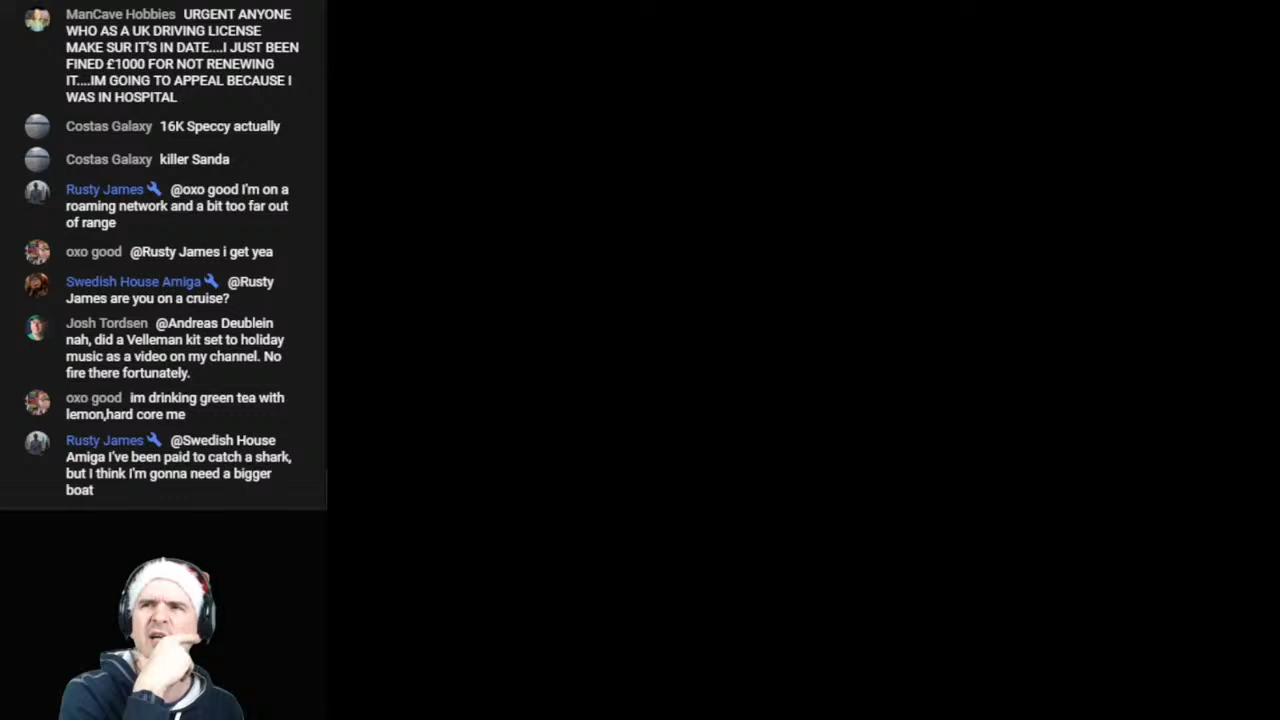 ManCave Hobbies URGENT ANYONE
WHO AS A UK DRIVING LICENSE
MAKE SUR IT'S IN DATE....I JUST BEEN
FINED £1000 FOR NOT RENEWING
IT....IM GOING TO APPEAL BECAUSE I
WAS IN HOSPITAL
Costas Galaxy 16K Speccy actually
Costas Galaxy killer Sanda
Rusty James @oxo good I'm on a
roaming network and a bit too far out
of range
oxo good @Rusty James i get yea
Swedish House Amiga @Rusty
James are you on a cruise?
Josh Tordsen @Andreas Deublein
nah, did a Velleman kit set to holiday
music as a video on my channel. No
fire there fortunately.
oxo good im drinking green tea with
lemon,hard core me
Rusty James @Swedish House
Amiga I've been paid to catch a shark,
but I think I'm gonna need a bigger
boat